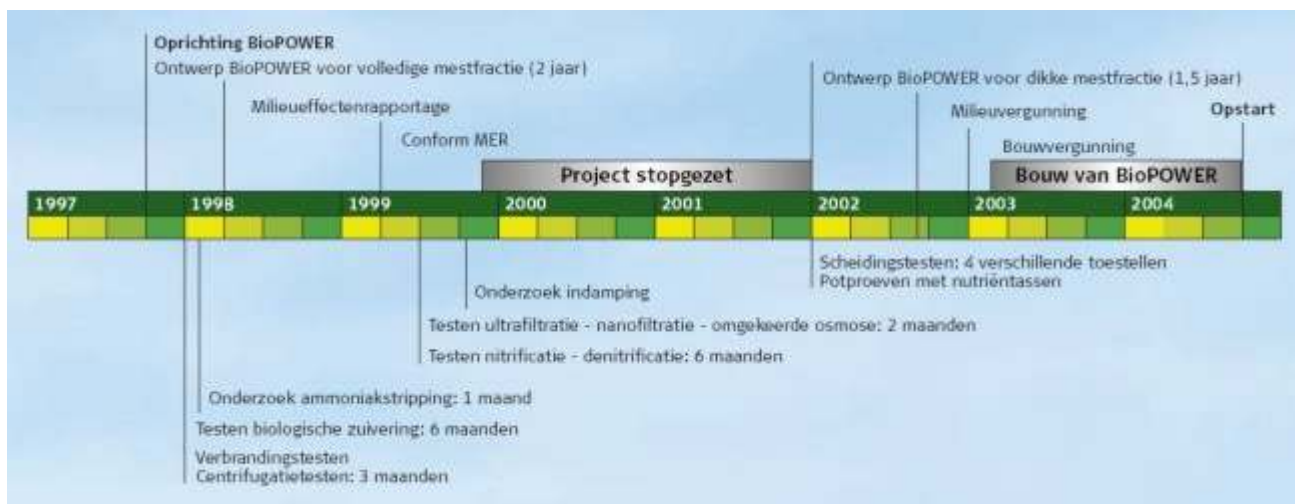 Oprichting BioPOWER
Ontwerp BioPOWER voor volledige mestfractie (2 jaar)
Milieueffectenrapportage
Conform MER
Ontwerp BioPOWER voor dikke mestfractie (1,5 jaar)
Milieuvergunning
Opstart
Bouwvergunning
Project stopgezet
Bouw van BioPOWER
1997 1998 1999 2000 2001 2002 2003 2004
Scheidingstesten: 4 verschillende toestellen
Potproeven met nutriëntassen
Onderzoek indamping
Testen ultrafiltratie - nanofiltratie - omgekeerde osmose: 2 maanden
Testen nitrificatie - denitrificatie: 6 maanden
Onderzoek ammoniakstripping: 1 maand
Testen biologische zuivering: 6 maanden
Verbrandingstesten
Centrifugatietesten: 3 maanden